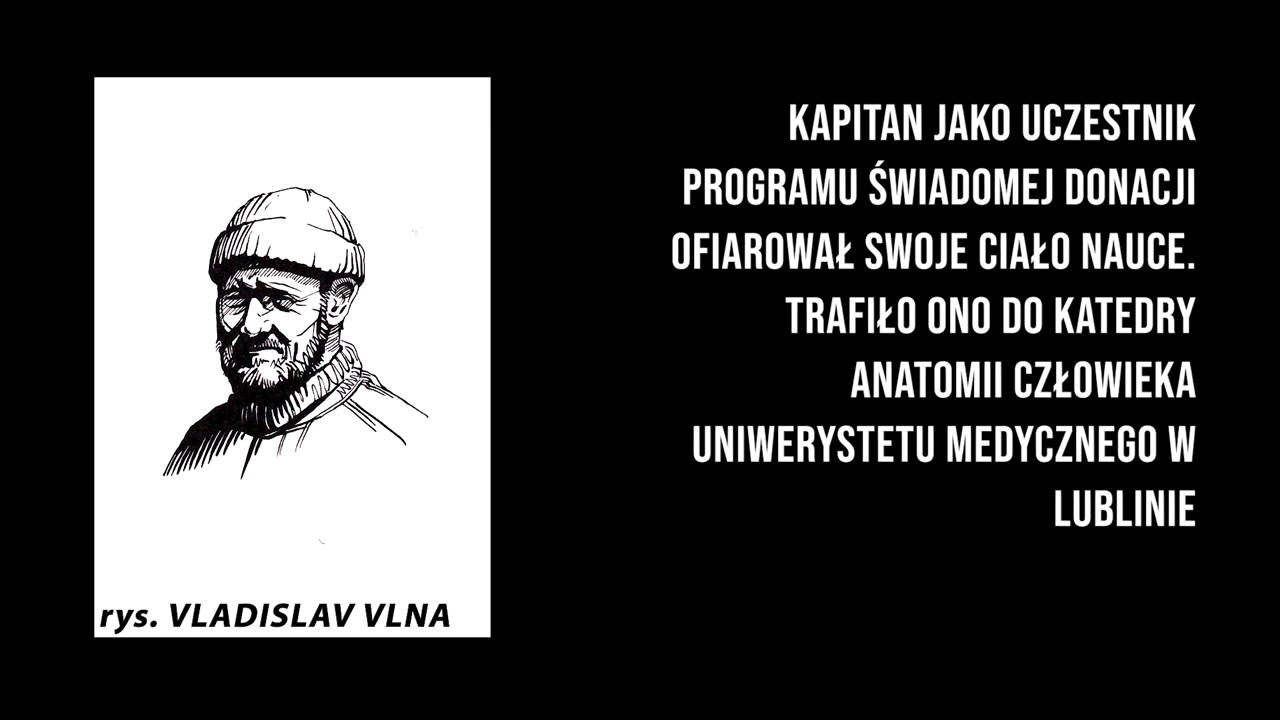 KAPITAN JAKO UCZESTNIK
PROGRAMU ŚWIADOMEJ DONACJI
OFIAROWAŁ SWOJE CIAŁO NAUCE.
TRAFIŁO ONO DO KATEDRY
ANATOMII CZŁOWIEKA
UNIWERYSTETU MEDYCZNEGO W
LUBLINIE
rys. VLADISLAV VLNA